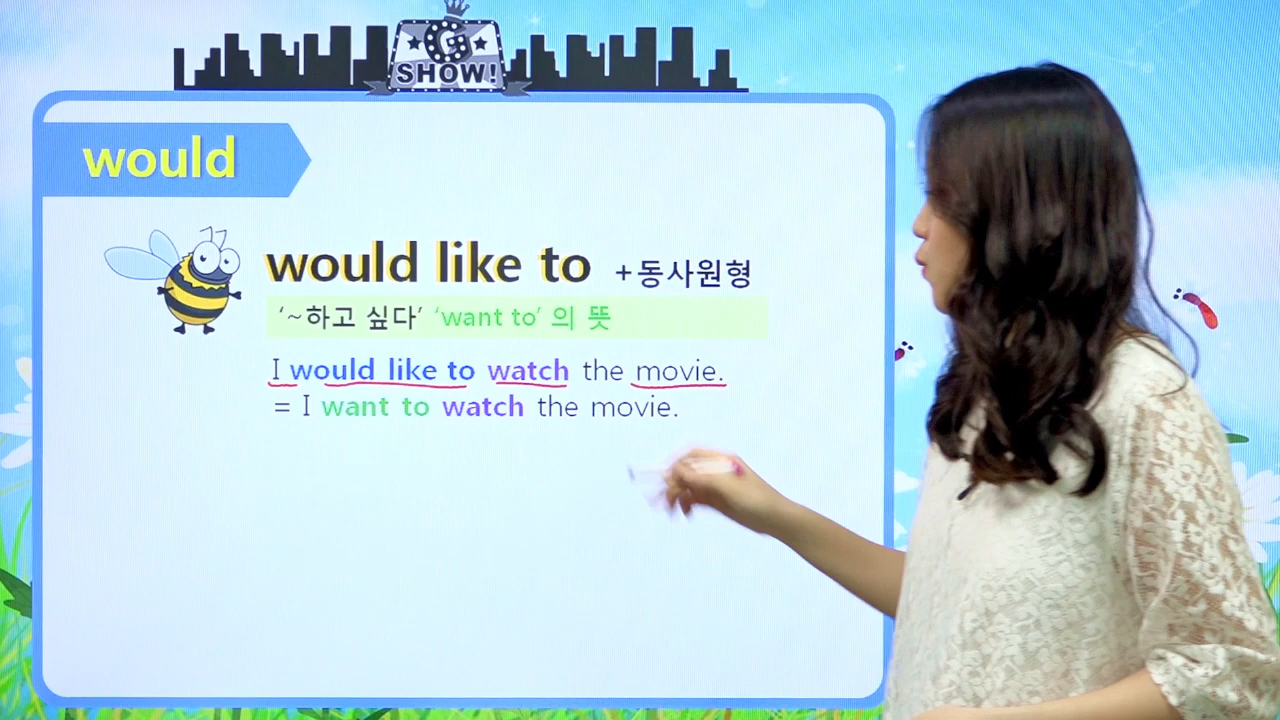 G
SHOW!
would
would like to +동사원형
‘~하고 싶다’ ‘want to’ 의 뜻
I would like to watch the movie.
= I want to watch the movie.